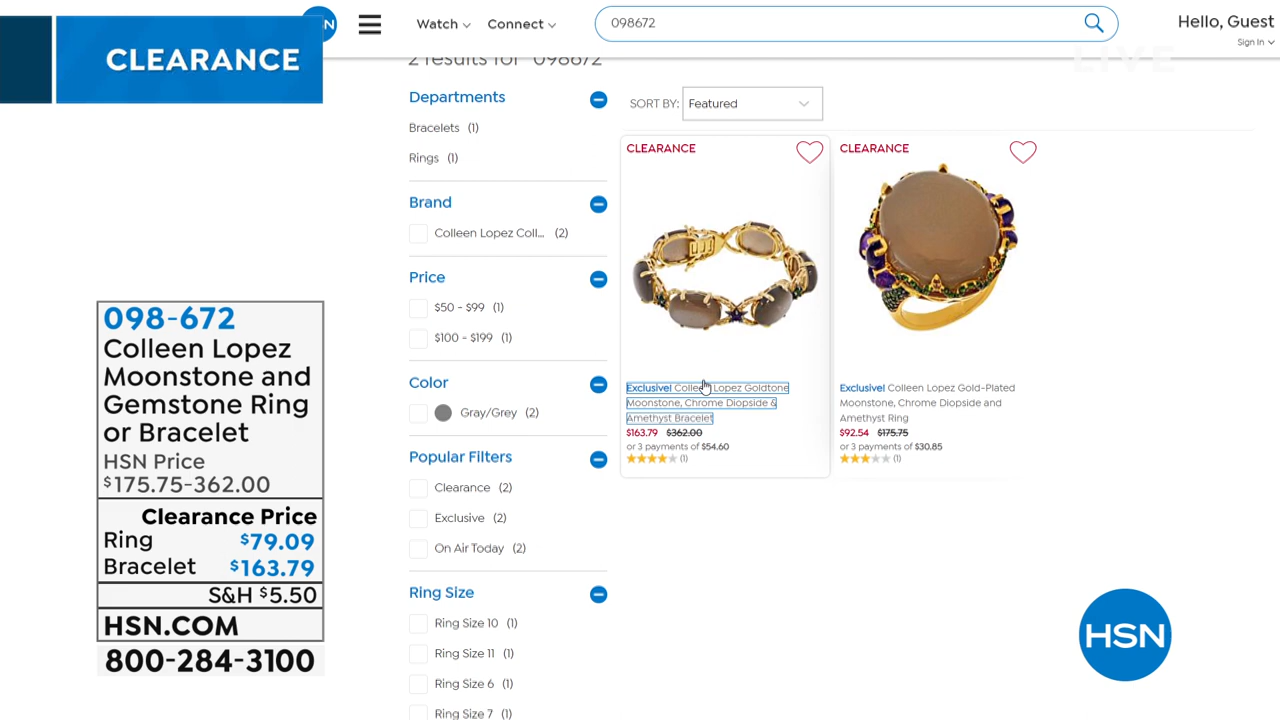 CLEARANCE
SN
Watch
Connect
098672
Hello, Guest
Sign In
LIVE
2 results for "098672"
Departments
Bracelets (1)
Rings (1)
Brand
Colleen Lopez Coll... (2)
Price
$50 - $99 (1)
$100 - $199 (1)
Color
Gray/Grey (2)
Popular Filters
Clearance (2)
Exclusive (2)
On Air Today (2)
Ring Size
Ring Size 10 (1)
Ring Size 11 (1)
Ring Size 6 (1)
Ring Size 7 (1)
SORT BY: Featured
CLEARANCE
Exclusive! Colleen Lopez Goldtone
Moonstone, Chrome Diopside &
Amethyst Bracelet
$163.79 $362.00
or 3 payments of $54.60
(1)
CLEARANCE
Exclusive! Colleen Lopez Gold-Plated
Moonstone, Chrome Diopside and
Amethyst Ring
$92.54 $175.75
or 3 payments of $30.85
(1)
098-672
Colleen Lopez
Moonstone and
Gemstone Ring
or Bracelet
HSN Price
$175.75-362.00
Clearance Price
Ring $79.09
Bracelet $163.79
S&H $5.50
HSN.COM
800-284-3100
HSN